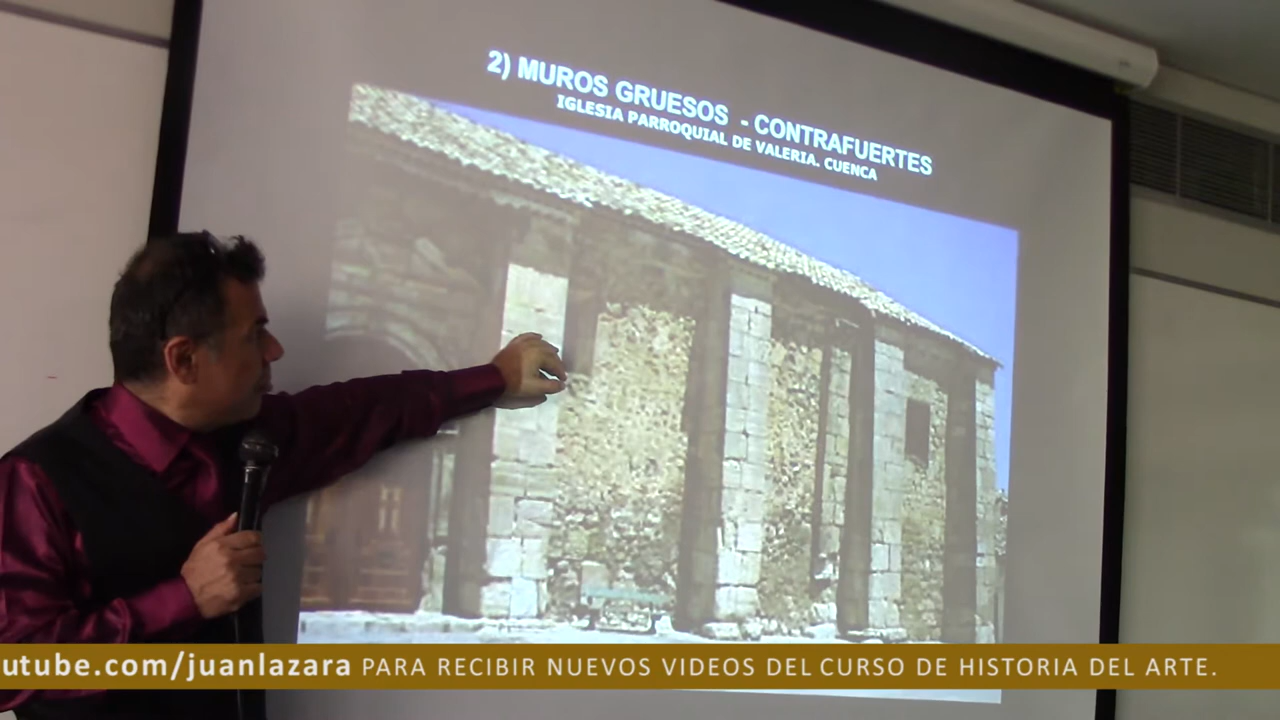 2) MUROS GRUESOS - CONTRAFUERTES
IGLESIA PARROQUIAL DE VALERIA. CUENCA
utube.com/juanlazara PARA RECIBIR NUEVOS VIDEOS DEL CURSO DE HISTORIA DEL ARTE.